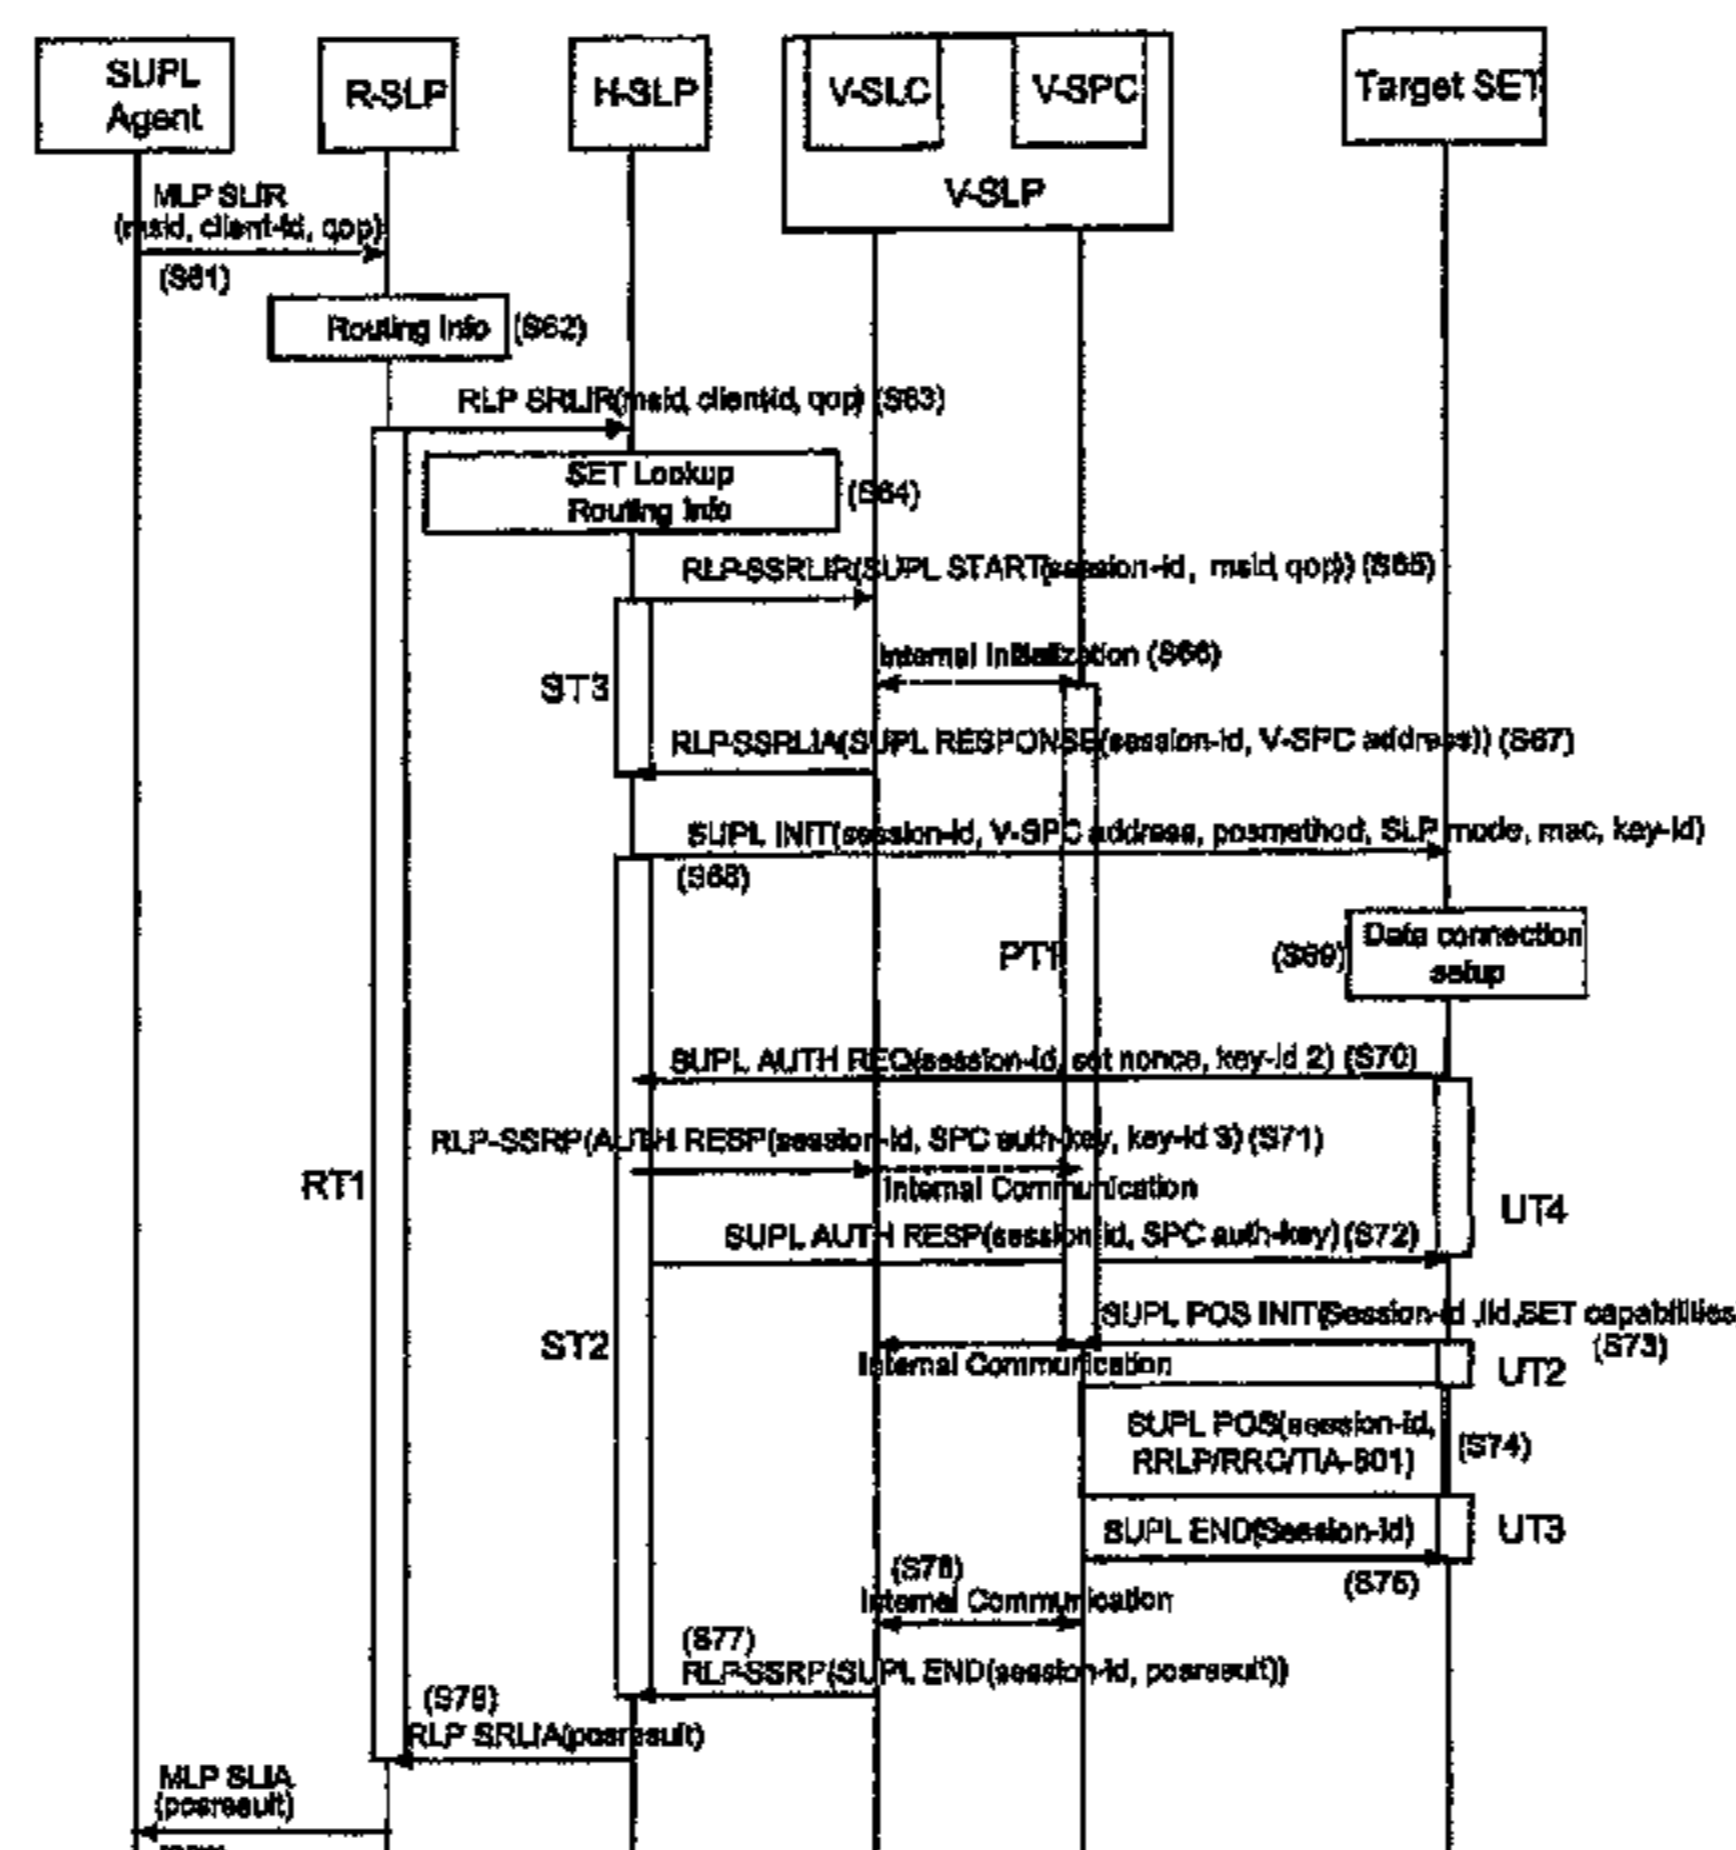 SUPL
Agent
R-SLP
H-SLP
V-SLC
V-SPC
V-SLP
Target SET
MLP SLIR
(msid, client-id, qop)
(S61)
Routing Info (S62)
RLP SRLIR(msid, clientid, qop) (S63)
SET Lookup
Routing Info
(S64)
RLP-SSRLIR(SUPL START(session-id, msid, qop)) (S65)
Internal Initialization (S66)
ST3
RLP-SSRLIA(SUPL RESPONSE(session-id, V-SPC address)) (S67)
SUPL INIT(session-id, V-SPC address, posmethod, SLP mode, mac, key-id)
(S68)
PT1
(S69)
Data connection
setup
SUPL AUTH REQ(session-id, set nonce, key-id 2) (S70)
RLP-SSRP(AUTH RESP(session-id, SPC auth-key, key-id 3) (S71)
Internal Communication
RT1
UT4
SUPL AUTH RESP(session-id, SPC auth-key) (S72)
SUPL POS INIT(Session-id ,lid,SET capabilities
(S73)
ST2
Internal Communication
UT2
SUPL POS(session-id,
RRLP/RRC/TIA-801)
(S74)
SUPL END(Session-id)
UT3
(S75)
(S76)
Internal Communication
(S77)
RLP-SSRP(SUPL END(session-id, posresult))
(S78)
RLP SRLIA(posresult)
MLP SLIA
(posresult)